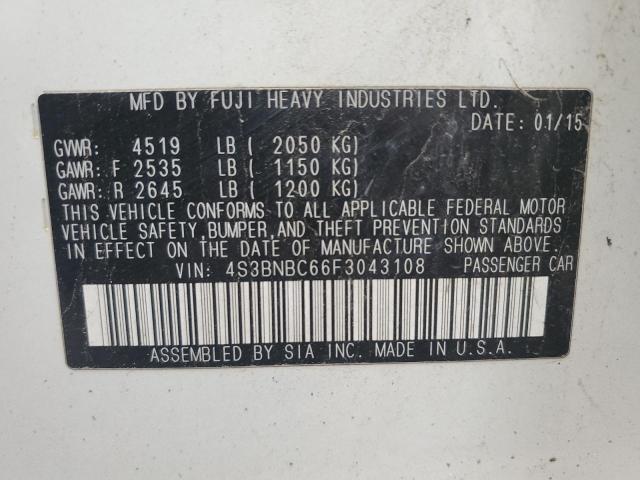 MFD BY FUJI HEAVY INDUSTRIES LTD.
DATE: 01/15
GVWR: 4519 LB ( 2050 KG)
GAWR: F 2535 LB ( 1150 KG)
GAWR: R 2645 LB ( 1200 KG)
THIS VEHICLE CONFORMS TO ALL APPLICABLE FEDERAL MOTOR
VEHICLE SAFETY, BUMPER, AND THEFT PREVENTION STANDARDS
IN EFFECT ON THE DATE OF MANUFACTURE SHOWN ABOVE.
VIN: 4S3BNBC66F3043108 PASSENGER CAR
ASSEMBLED BY SIA INC. MADE IN U.S.A.